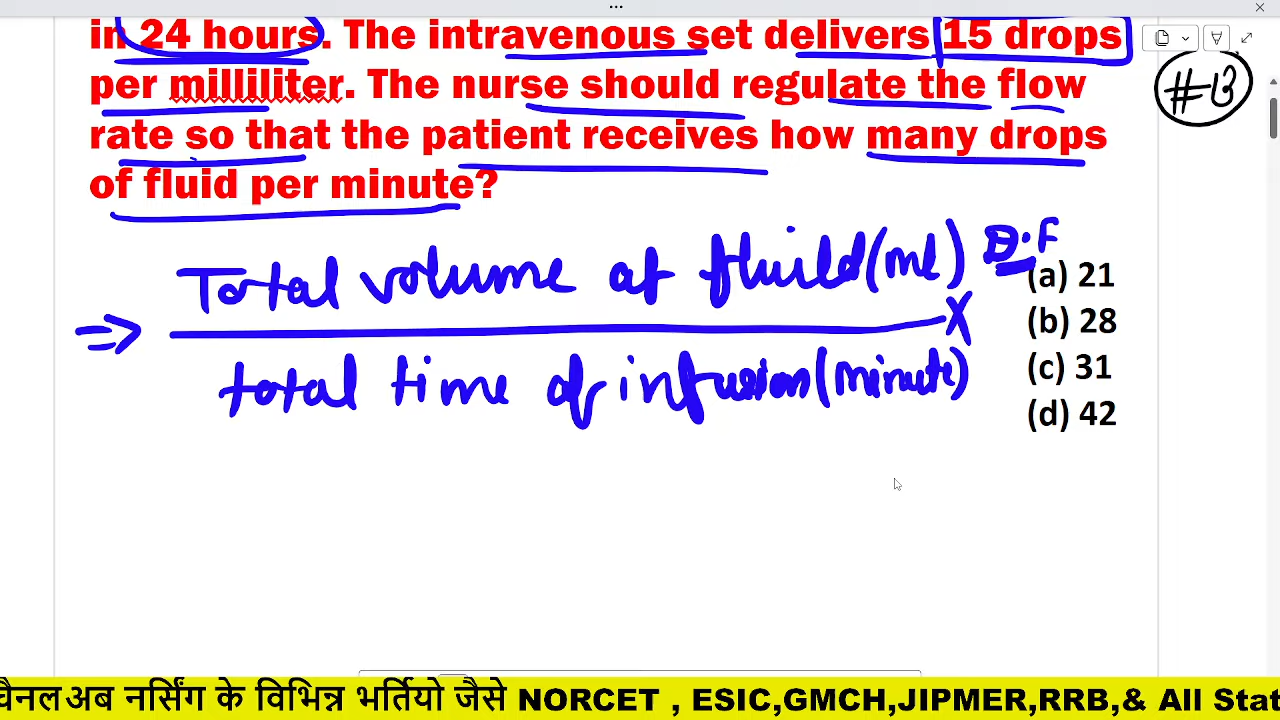 in 24 hours. The intravenous set delivers 15 drops
per milliliter. The nurse should regulate the flow
rate so that the patient receives how many drops
of fluid per minute?
#13
Total volume of fluild (ml) D.F
⇒ X
total time of infusion (minute)
(a) 21
(b) 28
(c) 31
(d) 42
चैनल अब नर्सिंग के विभिन्न भर्तियो जैसे NORCET , ESIC,GMCH,JIPMER,RRB,& All Stat